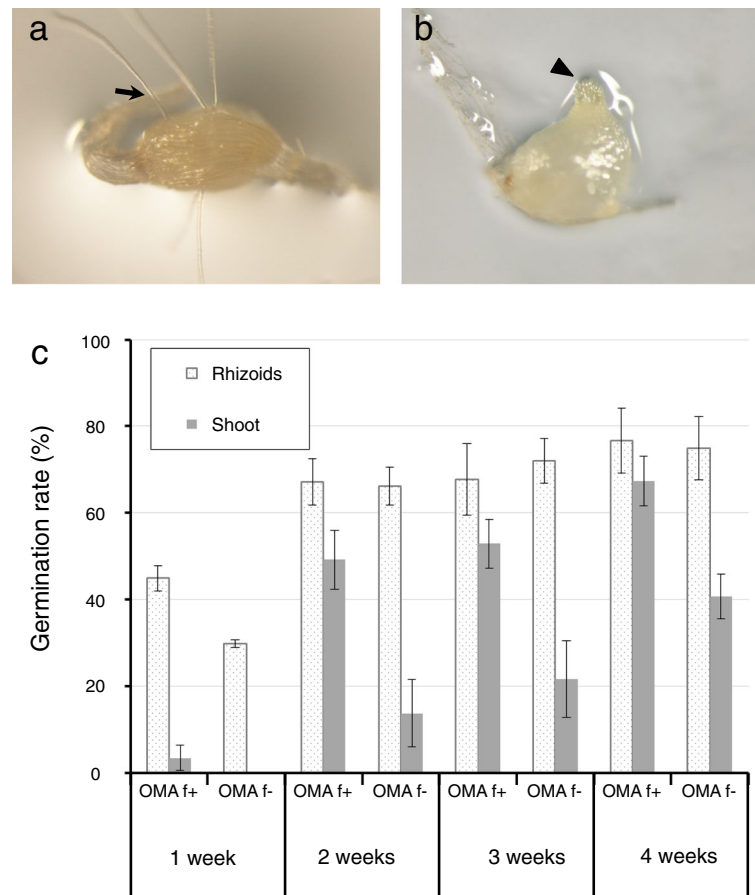 a
b
c
Germination rate (%)
100
80
60
40
20
0
Rhizoids
Shoot
OMA f+ OMA f- OMA f+ OMA f- OMA f+ OMA f- OMA f+ OMA f-
1 week 2 weeks 3 weeks 4 weeks